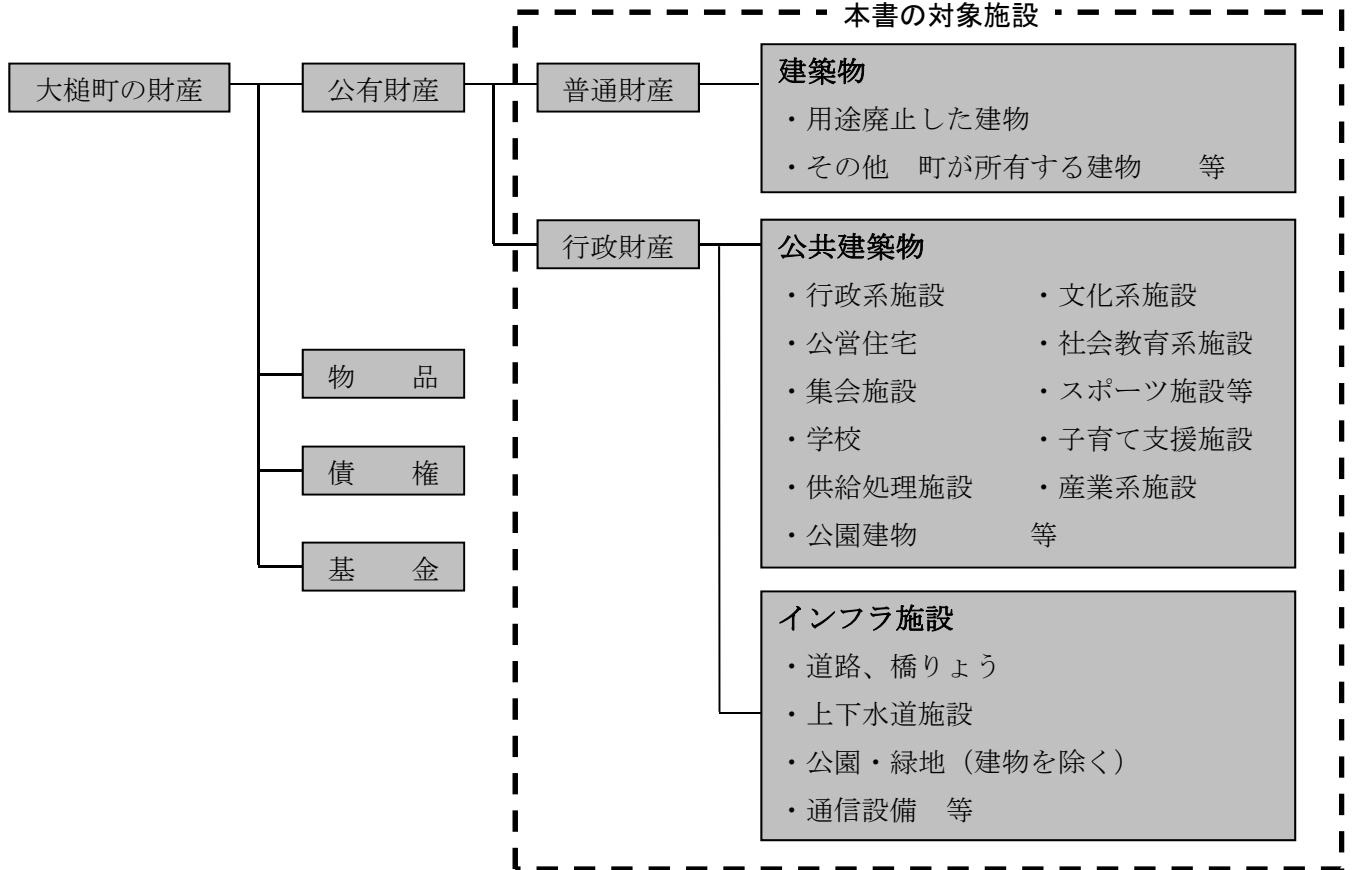 本書の対象施設
大槌町の財産
公有財産
普通財産
建築物
・用途廃止した建物
・その他　町が所有する建物　　等
行政財産
公共建築物
・行政系施設　　　・文化系施設
・公営住宅　　　　・社会教育系施設
・集会施設　　　　・スポーツ施設等
・学校　　　　　　・子育て支援施設
・供給処理施設　　・産業系施設
・公園建物　　　　等
物　　品
債　　権
基　　金
インフラ施設
・道路、橋りょう
・上下水道施設
・公園・緑地（建物を除く）
・通信設備　等